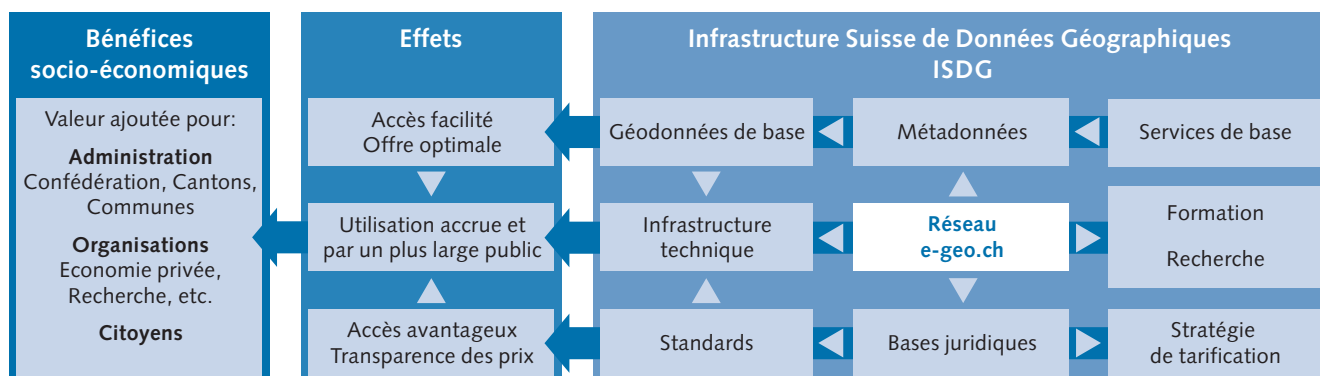 Bénéfices
socio-économiques
Valeur ajoutée pour:
Administration
Confédération, Cantons,
Communes
Organisations
Economie privée,
Recherche, etc.
Citoyens
Effets
Accès facilité
Offre optimale
Utilisation accrue et
par un plus large public
Accès avantageux
Transparence des prix
Infrastructure Suisse de Données Géographiques
ISDG
Géodonnées de base
Métadonnées
Services de base
Infrastructure
technique
Réseau
e-geo.ch
Formation
Recherche
Standards
Bases juridiques
Stratégie
de tarification